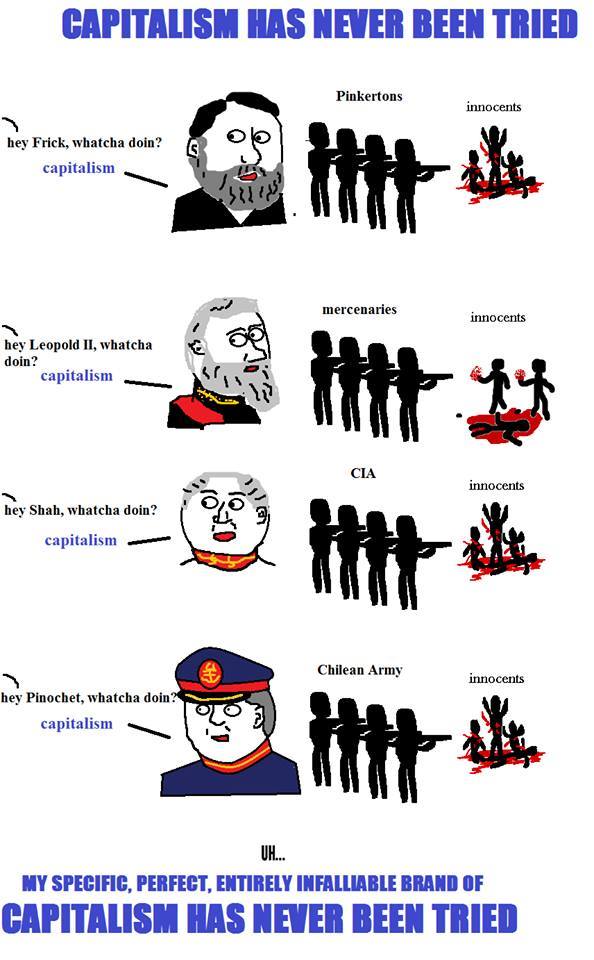 CAPITALISM HAS NEVER BEEN TRIED
Pinkertons
innocents
hey Frick, whatcha doin?
capitalism
mercenaries
innocents
hey Leopold II, whatcha
doin?
capitalism
CIA
innocents
hey Shah, whatcha doin?
capitalism
Chilean Army
innocents
hey Pinochet, whatcha doin?
capitalism
UH...
MY SPECIFIC, PERFECT, ENTIRELY INFALLIABLE BRAND OF
CAPITALISM HAS NEVER BEEN TRIED